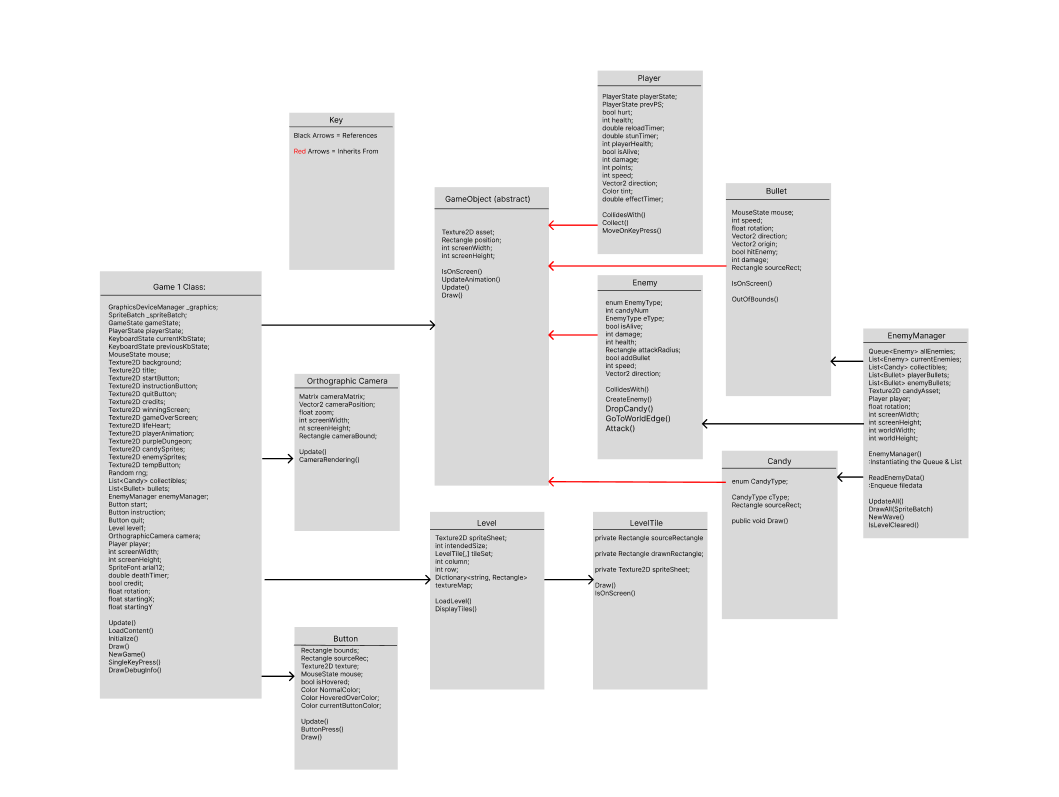 Key
Black Arrows = References
Red Arrows = Inherits From
Game 1 Class:
GraphicsDeviceManager _graphics;
SpriteBatch _spriteBatch;
GameState gameState;
PlayerState playerState;
KeyboardState currentKbState;
KeyboardState previousKbState;
MouseState mouse;
Texture2D background;
Texture2D title;
Texture2D startButton;
Texture2D instructionButton;
Texture2D quitButton;
Texture2D credits;
Texture2D winningScreen;
Texture2D gameOverScreen;
Texture2D lifeHeart;
Texture2D playerAnimation;
Texture2D purpleDungeon;
Texture2D candySprites;
Texture2D enemySprites;
Texture2D tempButton;
Random rng;
List<Candy> collectibles;
List<Bullet> bullets;
EnemyManager enemyManager;
Button start;
Button instruction;
Button quit;
Level level1;
OrthographicCamera camera;
Player player;
int screenWidth;
int screenHeight;
SpriteFont arial12;
double deathTimer;
bool credit;
float rotation;
float startingX;
float startingY
Update()
LoadContent()
Initialize()
Draw()
NewGame()
SingleKeyPress()
DrawDebugInfo()
Orthographic Camera
Matrix cameraMatrix;
Vector2 cameraPosition;
float zoom;
int screenWidth;
nt screenHeight;
Rectangle cameraBound;
Update()
CameraRendering()
Button
Rectangle bounds;
Rectangle sourceRec;
Texture2D texture;
MouseState mouse;
bool isHovered;
Color NormalColor;
Color HoveredOverColor;
Color currentButtonColor;
Update()
ButtonPress()
Draw()
GameObject (abstract)
Texture2D asset;
Rectangle position;
int screenWidth;
int screenHeight;
IsOnScreen()
UpdateAnimation()
Update()
Draw()
Level
Texture2D spriteSheet;
int intendedSize;
LevelTile[,] tileSet;
int column;
int row;
Dictionary<string, Rectangle>
textureMap;
LoadLevel()
DisplayTiles()
LevelTile
private Rectangle sourceRectangle
private Rectangle drawnRectangle;
private Texture2D spriteSheet;
Draw()
IsOnScreen()
Player
PlayerState playerState;
PlayerState prevPS;
bool hurt;
int health;
double reloadTimer;
double stunTimer;
int playerHealth;
bool isAlive;
int damage;
int points;
int speed;
Vector2 direction;
Color tint;
double effectTimer;
CollidesWith()
Collect()
MoveOnKeyPress()
Enemy
enum EnemyType;
int candyNum
EnemyType eType;
bool isAlive;
int damage;
int health;
Rectangle attackRadius;
bool addBullet
int speed;
Vector2 direction;
CollidesWith()
CreateEnemy()
DropCandy()
GoToWorldEdge()
Attack()
Bullet
MouseState mouse;
int speed;
float rotation;
Vector2 direction;
Vector2 origin;
bool hitEnemy;
int damage;
Rectangle sourceRect;
IsOnScreen()
OutOfBounds()
Candy
enum CandyType;
CandyType cType;
Rectangle sourceRect;
public void Draw()
EnemyManager
Queue<Enemy> allEnemies;
List<Enemy> currentEnemies;
List<Candy> collectibles;
List<Bullet> playerBullets;
List<Bullet> enemyBullets;
Texture2D candyAsset;
Player player;
float rotation;
int screenWidth;
int screenHeight;
int worldWidth;
int worldHeight;
EnemyManager()
:Instantiating the Queue & List
ReadEnemyData()
:Enqueue filedata
UpdateAll()
DrawAll(SpriteBatch)
NewWave()
IsLevelCleared()